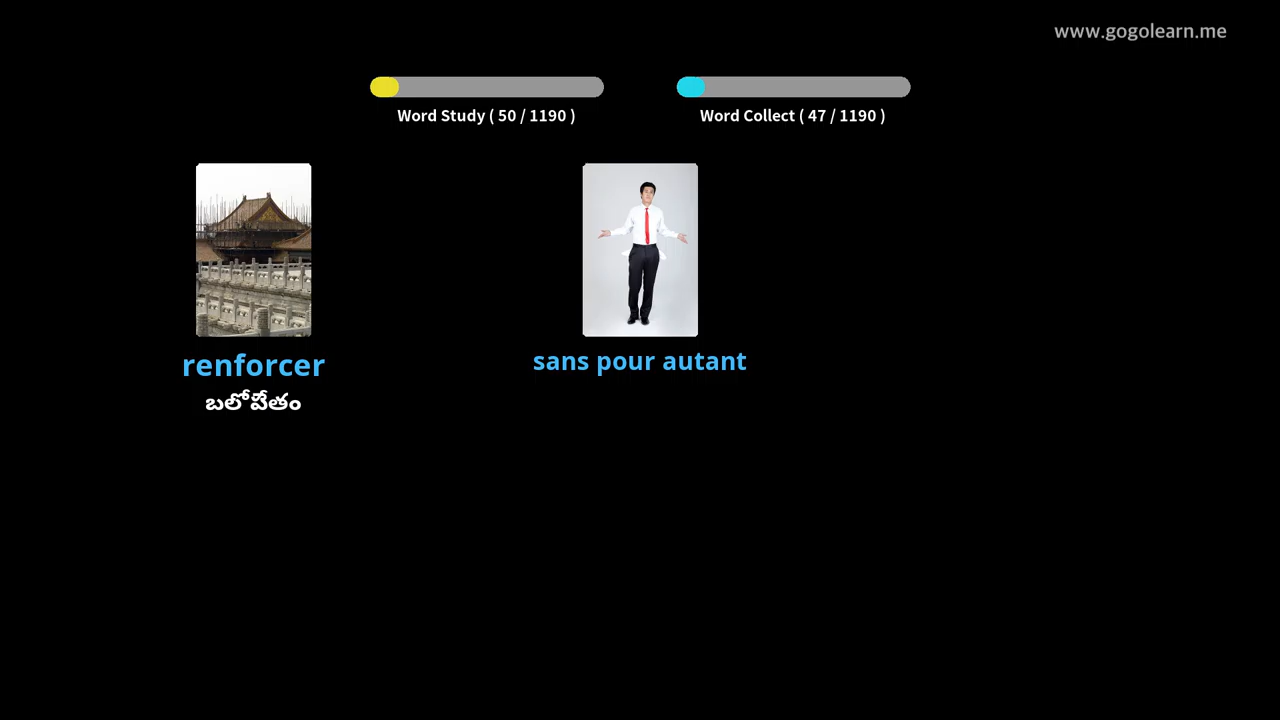 www.gogolearn.me
Word Study ( 50 / 1190 )
Word Collect ( 47 / 1190 )
renforcer
sans pour autant
బలోపేతం